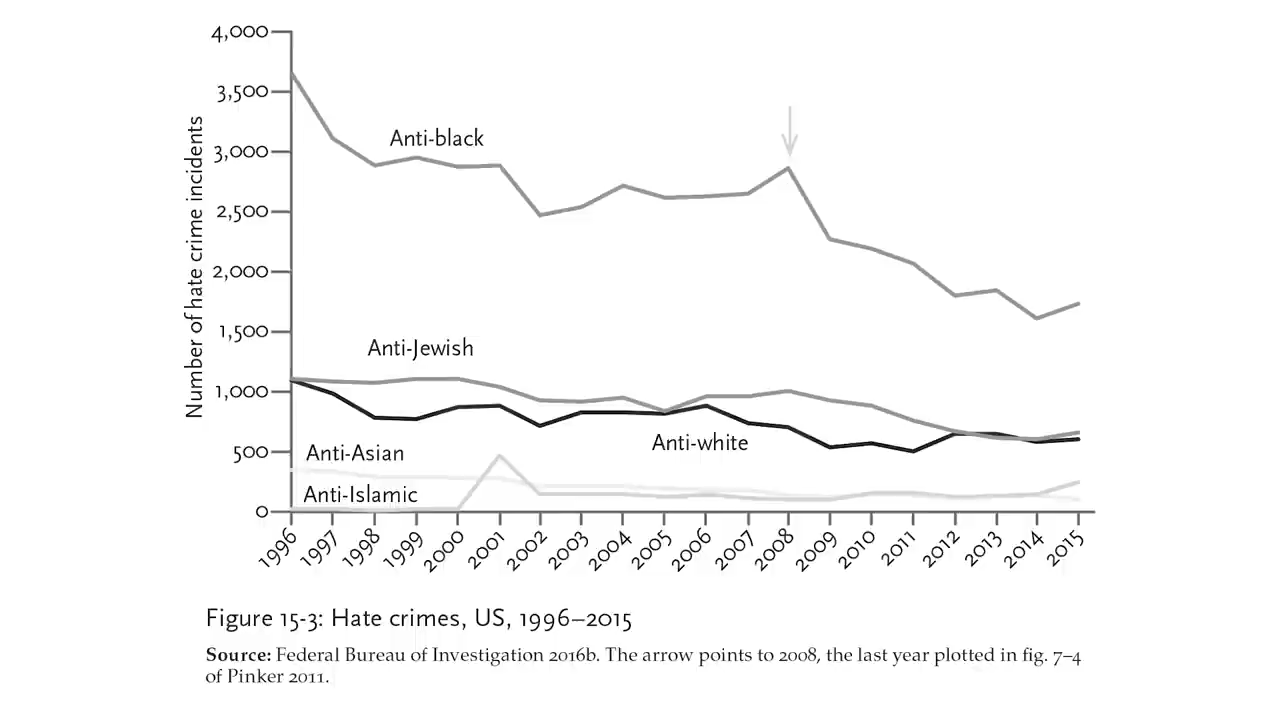 4,000
3,500
3,000
2,500
2,000
1,500
1,000
500
0
Number of hate crime incidents
Anti-black
Anti-Jewish
Anti-white
Anti-Asian
Anti-Islamic
1996 1997 1998 1999 2000 2001 2002 2003 2004 2005 2006 2007 2008 2009 2010 2011 2012 2013 2014 2015
Figure 15-3: Hate crimes, US, 1996–2015
Source: Federal Bureau of Investigation 2016b. The arrow points to 2008, the last year plotted in fig. 7–4
of Pinker 2011.